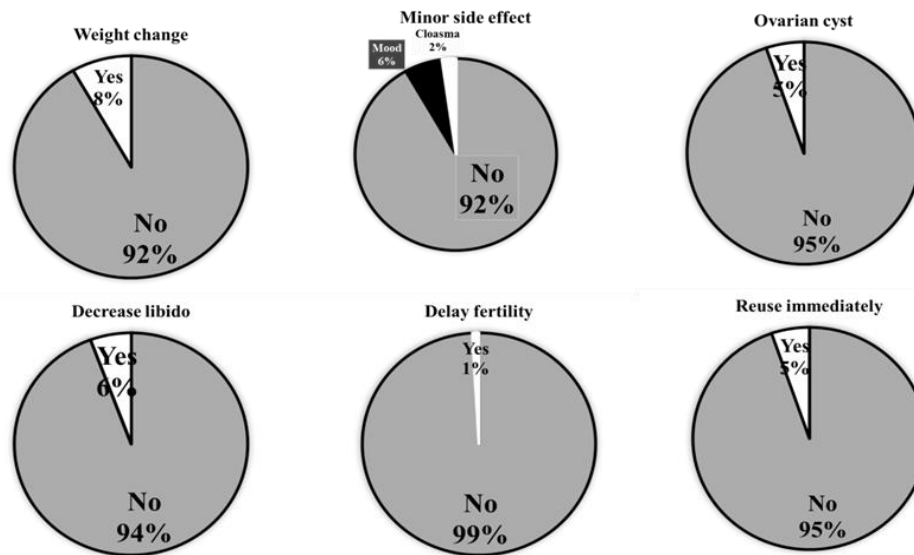 Weight change
Yes
8%
No
92%
Minor side effect
Mood
6%
Cloasma
2%
No
92%
Ovarian cyst
Yes
5%
No
95%
Decrease libido
Yes
6%
No
94%
Delay fertility
Yes
1%
No
99%
Reuse immediately
Yes
5%
No
95%